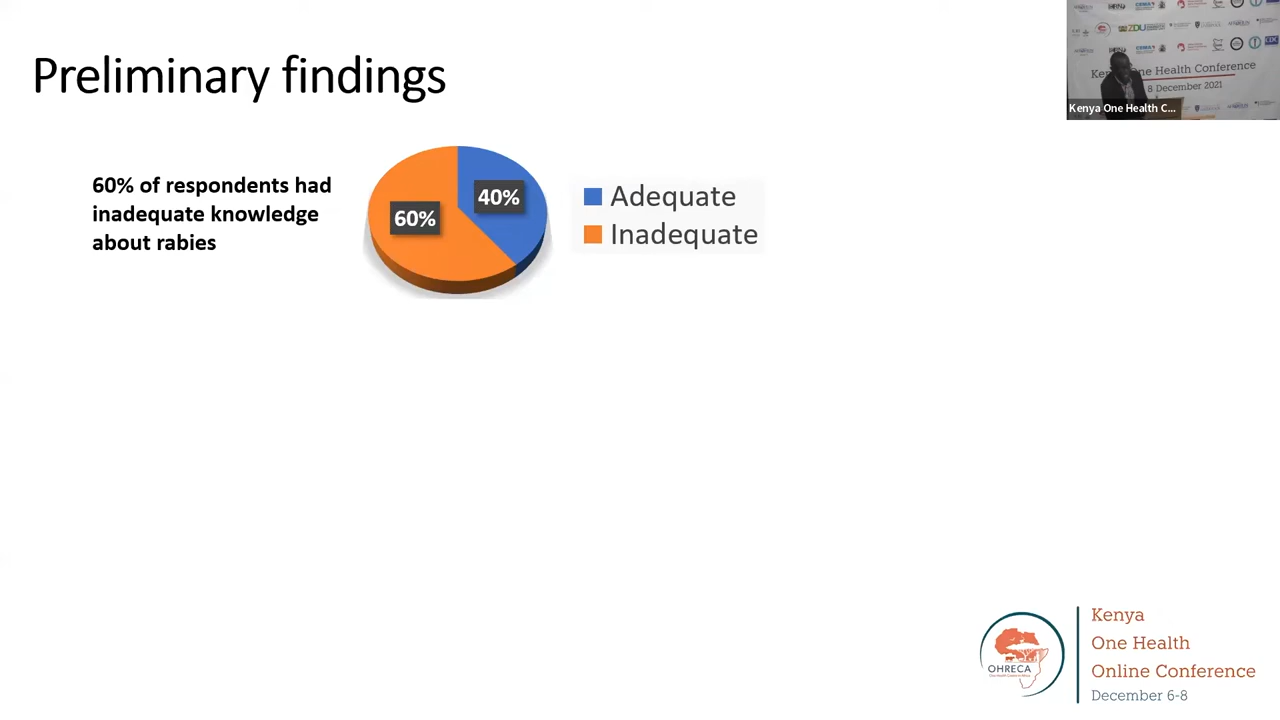 Preliminary findings
60% of respondents had
inadequate knowledge
about rabies
60%
40%
Adequate
Inadequate
One Health Conference
8 December 2021
Kenya One Health C...
OHRECA
Kenya
One Health
Online Conference
December 6-8